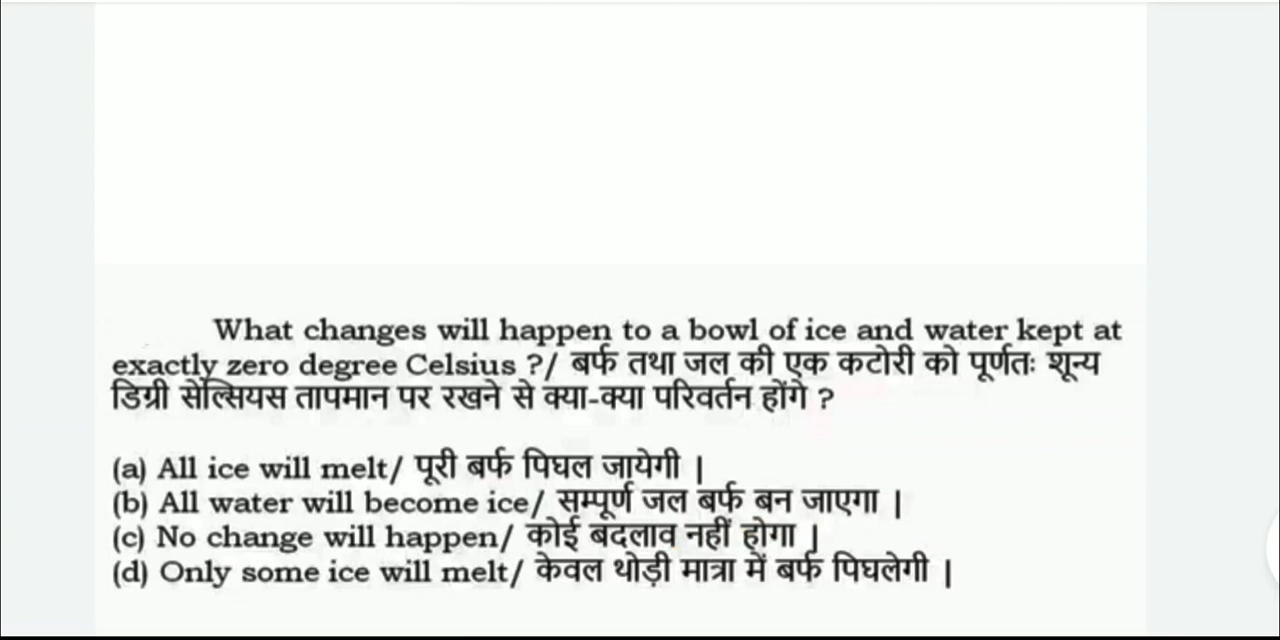 What changes will happen to a bowl of ice and water kept at
exactly zero degree Celsius ?/ बर्फ तथा जल की एक कटोरी को पूर्णतः शून्य
डिग्री सेल्सियस तापमान पर रखने से क्या-क्या परिवर्तन होंगे ?
(a) All ice will melt/ पूरी बर्फ पिघल जायेगी |
(b) All water will become ice/ सम्पूर्ण जल बर्फ बन जाएगा |
(c) No change will happen/ कोई बदलाव नहीं होगा |
(d) Only some ice will melt/ केवल थोड़ी मात्रा में बर्फ पिघलेगी |